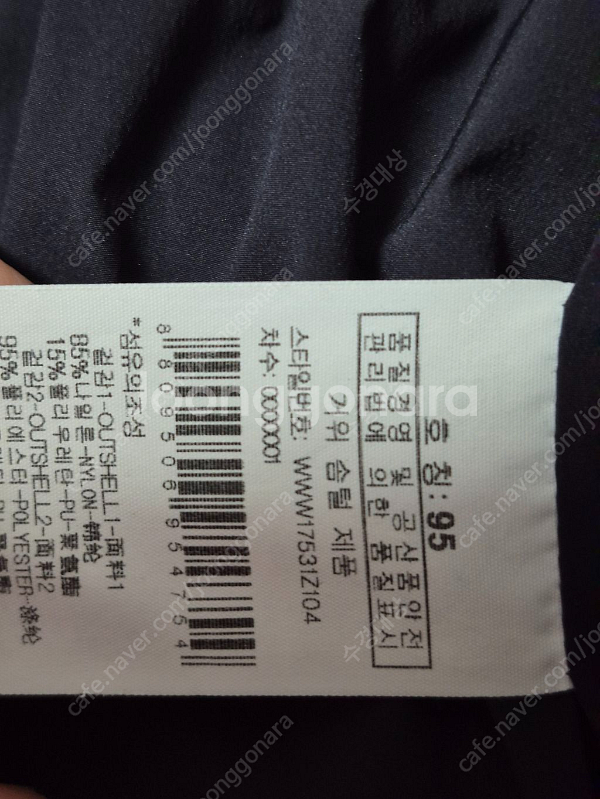 호 칭: 95
품질경영 및 공산품안전
관리법에 의한 품질표시
거위 솜털 제품
스타일번호: WWW17531Z104
차수: 00000001
8 809506 954754
*섬유의조성
겉감1-OUTSHELL1-面料1
85%나일론-NYLON-锦纶
15%폴리우레탄-PU-聚氨酯
겉감2-OUTSHELL2-面料2
95%폴리에스터-POLYESTER-涤纶
joonggonara
cafe.naver.com/joonggonara
수경대상